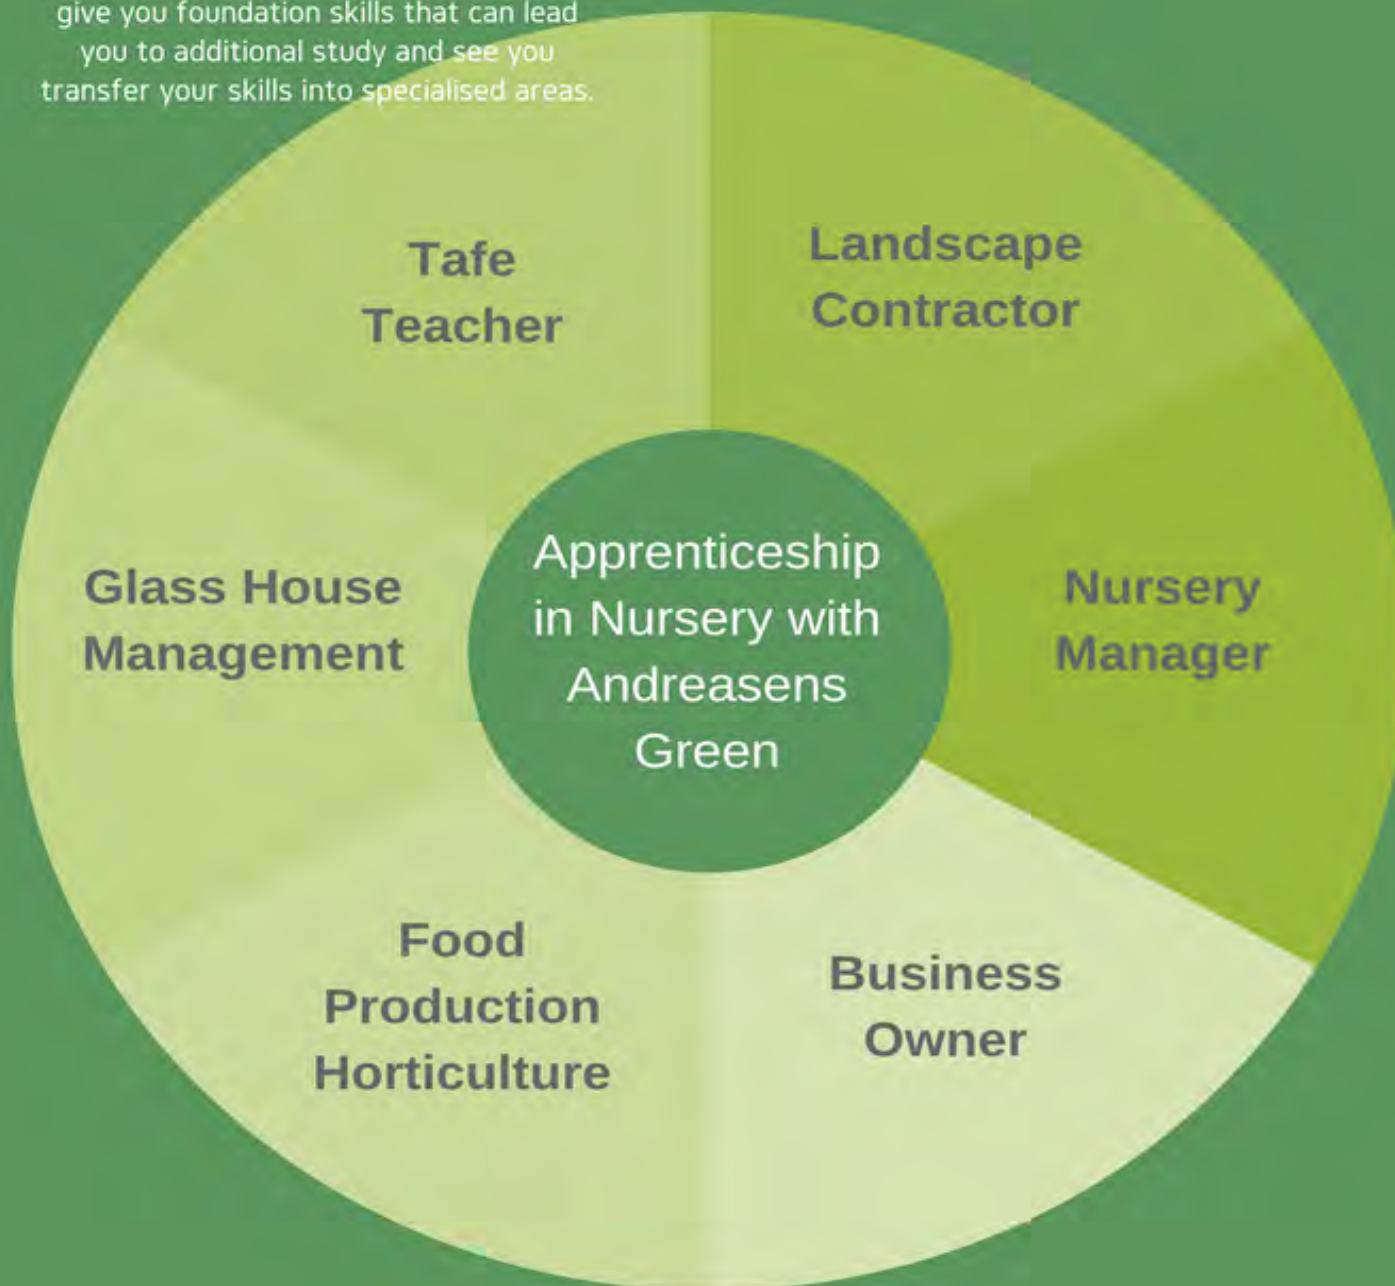 give you foundation skills that can lead
you to additional study and see you
transfer your skills into specialised areas.
Tafe
Teacher
Landscape
Contractor
Glass House
Management
Apprenticeship
in Nursery with
Andreasens
Green
Nursery
Manager
Food
Production
Horticulture
Business
Owner